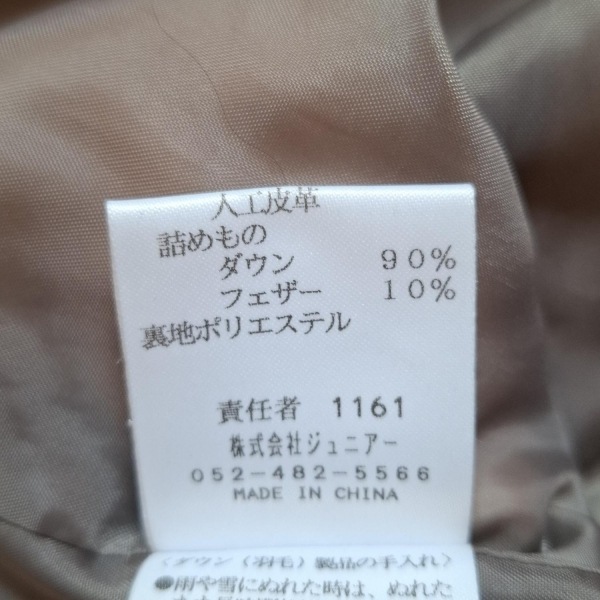 人工皮革
詰めもの
ダウン 90%
フェザー 10%
裏地ポリエステル
責任者 1161
株式会社ジュニアー
052-482-5566
MADE IN CHINA
〈ダウン(羽毛)製品の手入れ〉
●雨や雪にぬれた時は、ぬれた